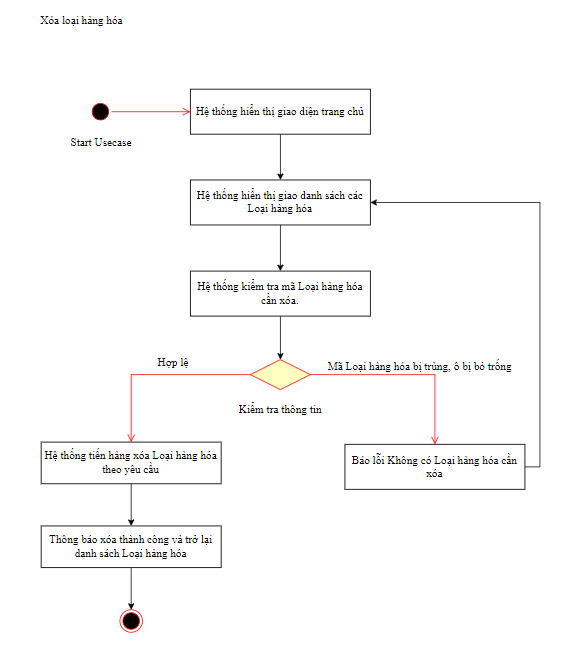 Xóa loại hàng hóa
Hệ thống hiển thị giao diện trang chủ
Start Usecase
Hệ thống hiển thị giao danh sách các
Loại hàng hóa
Hệ thống kiểm tra mã Loại hàng hóa
cần xóa.
Hợp lệ
Mã Loại hàng hóa bị trùng, ô bị bỏ trống
Kiểm tra thông tin
Hệ thống tiến hàng xóa Loại hàng hóa
theo yêu cầu
Báo lỗi Không có Loại hàng hóa cần
xóa
Thông báo xóa thành công và trở lại
danh sách Loại hàng hóa